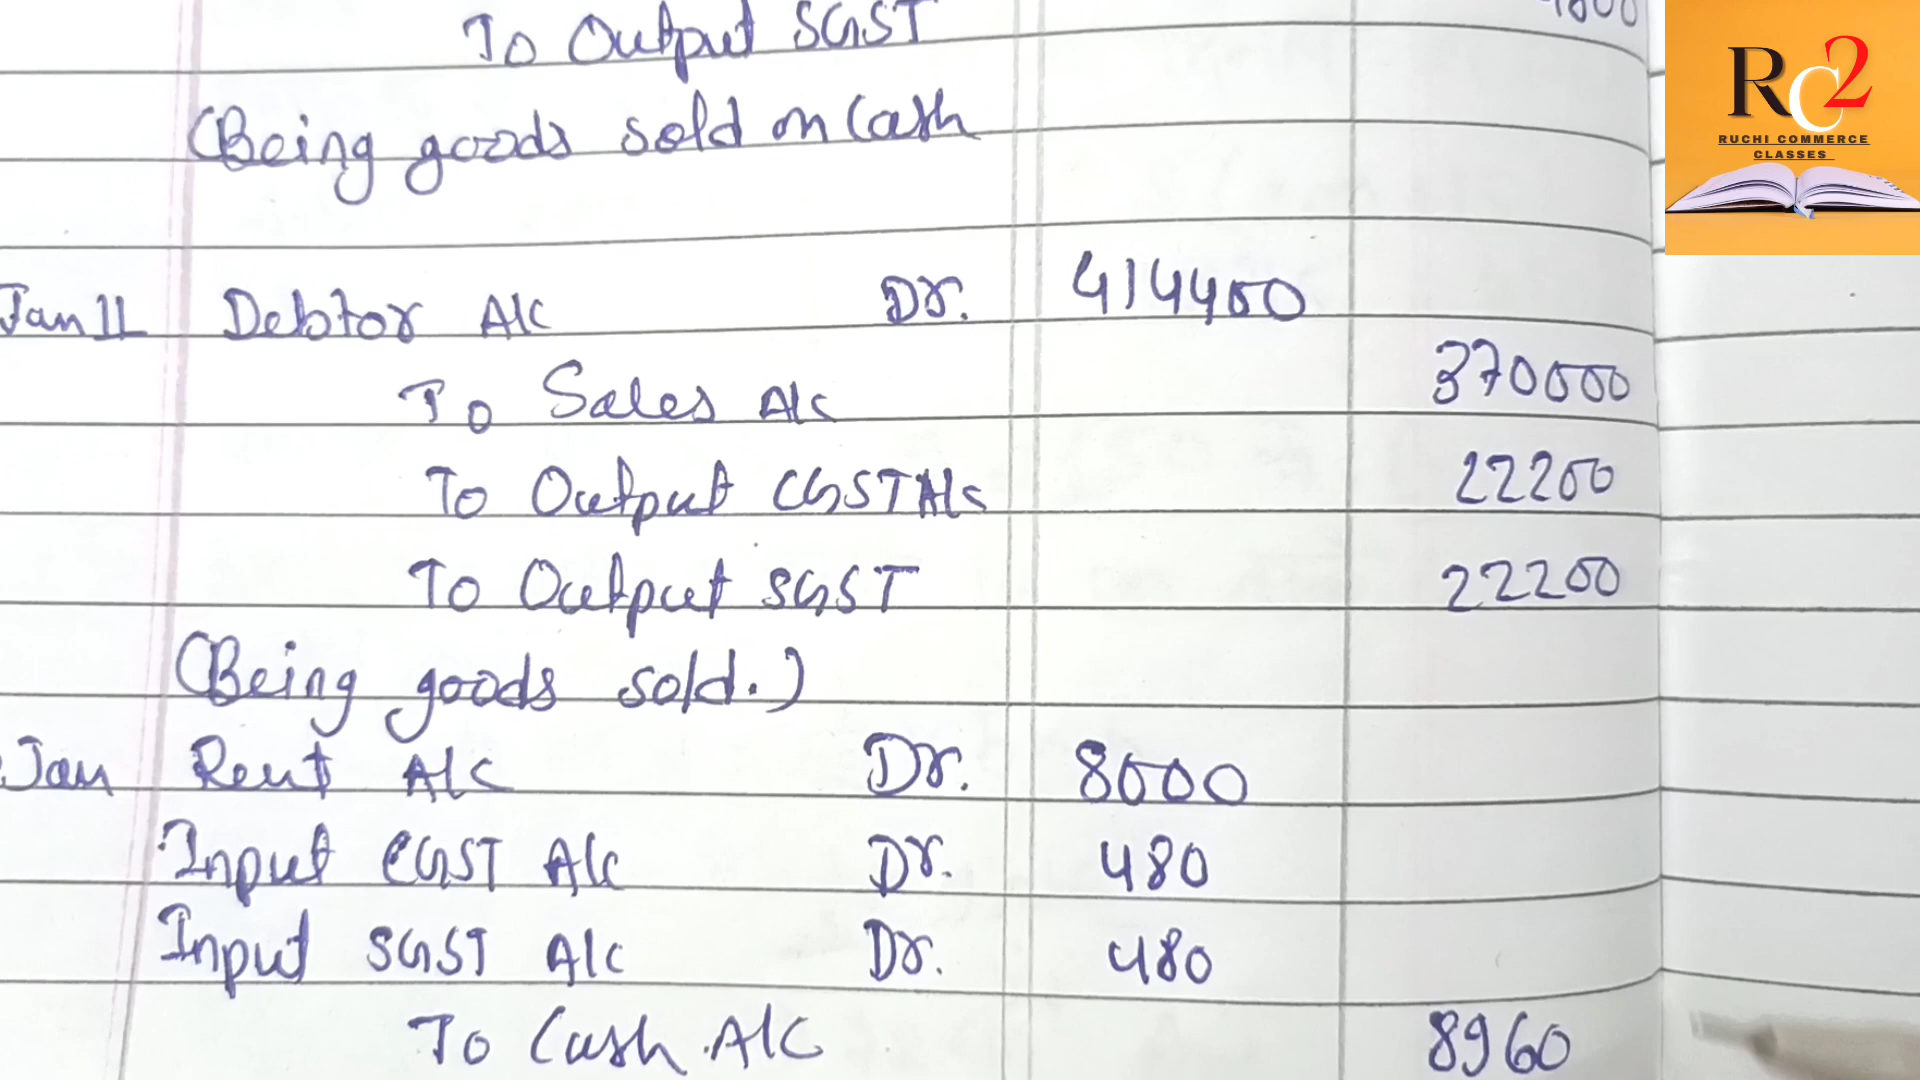 To Output SGST
(Being goods sold on Cash
Jan 11 Debtor A/c Dr. 414400
To Sales A/c 370000
To Output CGST A/c 22200
To Output SGST 22200
(Being goods sold.)
Jan Rent A/c Dr. 8000
Input CGST A/c Dr. 480
Input SGST A/c Dr. 480
To Cash A/c 8960
RC2
RUCHI COMMERCE
CLASSES